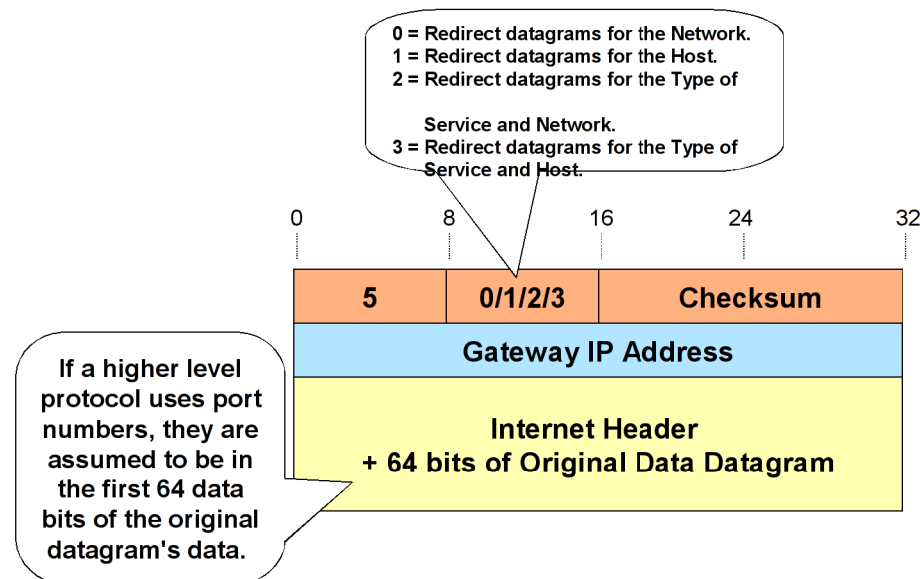 0 = Redirect datagrams for the Network.
1 = Redirect datagrams for the Host.
2 = Redirect datagrams for the Type of
Service and Network.
3 = Redirect datagrams for the Type of
Service and Host.
0 8 16 24 32
5 0/1/2/3 Checksum
Gateway IP Address
Internet Header
+ 64 bits of Original Data Datagram
If a higher level
protocol uses port
numbers, they are
assumed to be in
the first 64 data
bits of the original
datagram's data.